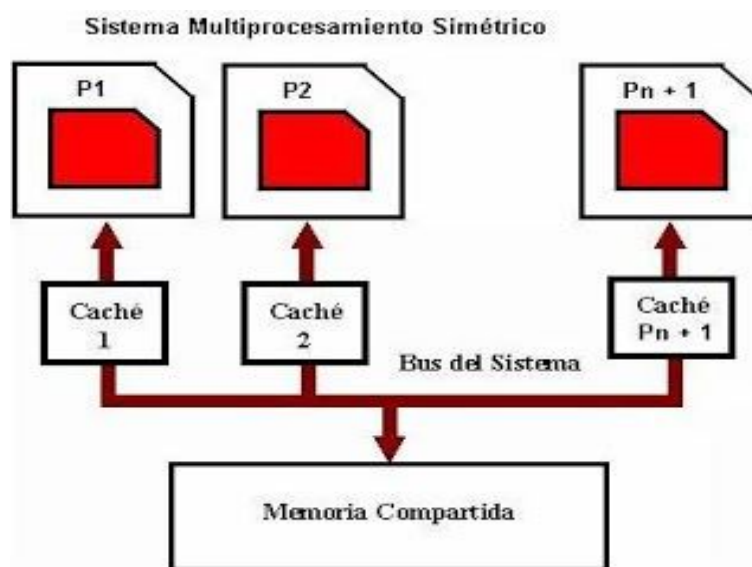 Sistema Multiprocesamiento Simétrico
P1
P2
Pn + 1
Caché
1
Caché
2
Caché
Pn + 1
Bus del Sistema
Memoria Compartida